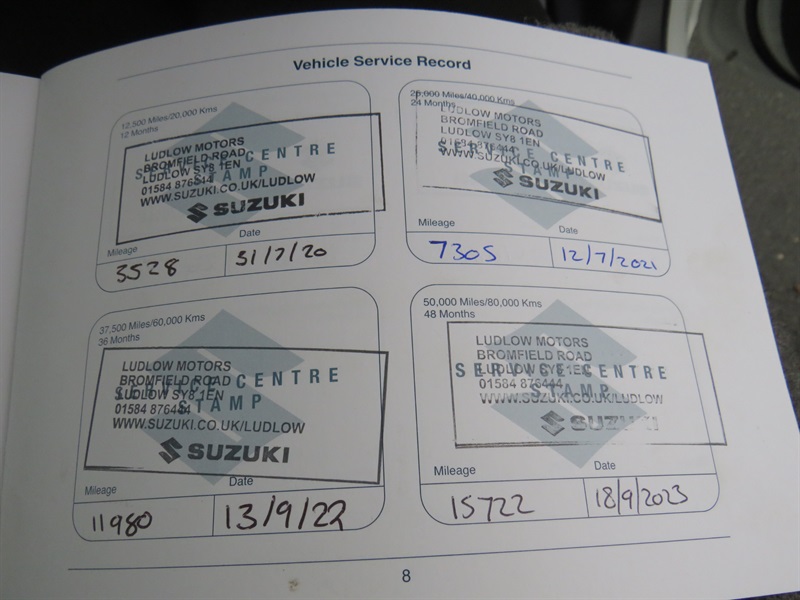 Vehicle Service Record
12,500 Miles/20,000 Kms
12 Months
LUDLOW MOTORS
BROMFIELD ROAD
LUDLOW SY8 1EN
01584 876444
WWW.SUZUKI.CO.UK/LUDLOW
SERVICE CENTRE
STAMP
SUZUKI
Mileage
Date
3528
31/7/20
25,000 Miles/40,000 Kms
24 Months
LUDLOW MOTORS
BROMFIELD ROAD
LUDLOW SY8 1EN
01584 876444
WWW.SUZUKI.CO.UK/LUDLOW
SERVICE CENTRE
STAMP
SUZUKI
Mileage
Date
7305
12/7/2021
37,500 Miles/60,000 Kms
36 Months
LUDLOW MOTORS
BROMFIELD ROAD
LUDLOW SY8 1EN
01584 876444
WWW.SUZUKI.CO.UK/LUDLOW
SERVICE CENTRE
STAMP
SUZUKI
Mileage
Date
11980
13/9/22
50,000 Miles/80,000 Kms
48 Months
LUDLOW MOTORS
BROMFIELD ROAD
LUDLOW SY8 1EN
01584 876444
WWW.SUZUKI.CO.UK/LUDLOW
SERVICE CENTRE
STAMP
SUZUKI
Mileage
Date
15722
18/9/2023
8